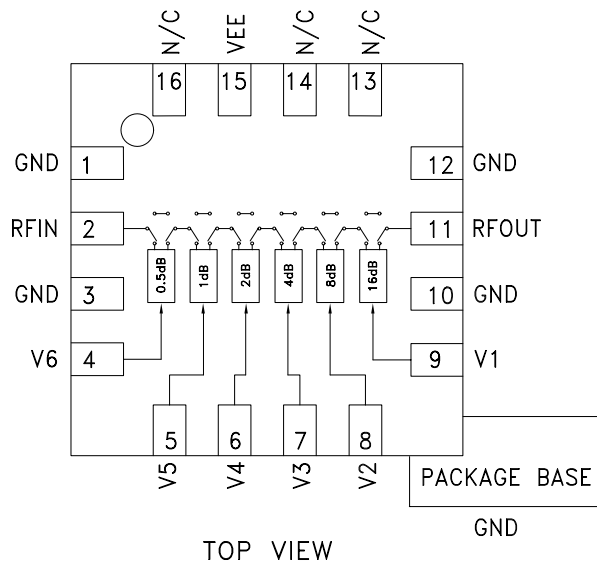 N/C VEE N/C N/C
16 15 14 13
GND 1 12 GND
RFIN 2 11 RFOUT
0.5dB 1dB 2dB 4dB 8dB 16dB
GND 3 10 GND
V6 4 9 V1
5 6 7 8
V5 V4 V3 V2
PACKAGE BASE
GND
TOP VIEW